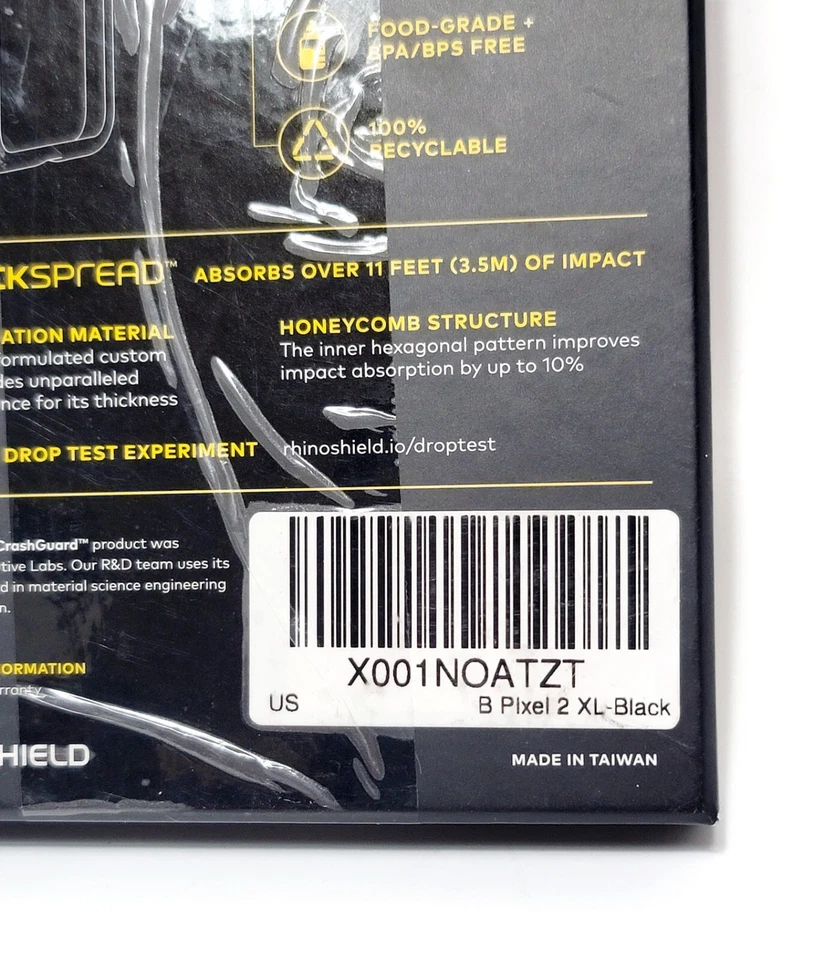 FOOD-GRADE +
BPA/BPS FREE
100%
RECYCLABLE
CKSPREAD™ ABSORBS OVER 11 FEET (3.5M) OF IMPACT
ATION MATERIAL
ormulated custom
des unparalleled
nce for its thickness
HONEYCOMB STRUCTURE
The inner hexagonal pattern improves
impact absorption by up to 10%
DROP TEST EXPERIMENT rhinoshield.io/droptest
CrashGuard™ product was
tive Labs. Our R&D team uses its
d in material science engineering
n.
ORMATION
rranty
HIELD
X001NOATZT
US
B PIxel 2 XL-Black
MADE IN TAIWAN